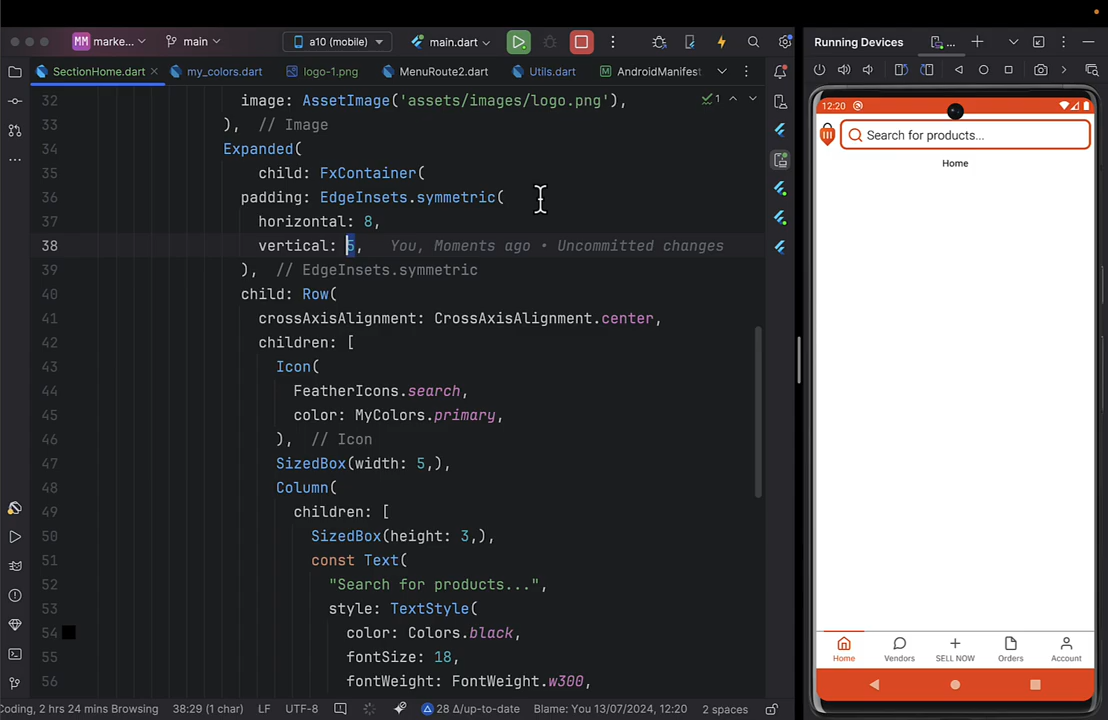 MM marke...
main
a10 (mobile)
main.dart
Running Devices
...
SectionHome.dart
my_colors.dart
logo-1.png
MenuRoute2.dart
Utils.dart
AndroidManifest
32 image: AssetImage('assets/images/logo.png'),
1
33 ), // Image
34 Expanded(
35 child: FxContainer(
36 padding: EdgeInsets.symmetric(
37 horizontal: 8,
38 vertical: 5, You, Moments ago • Uncommitted changes
39 ), // EdgeInsets.symmetric
40 child: Row(
41 crossAxisAlignment: CrossAxisAlignment.center,
42 children: [
43 Icon(
44 FeatherIcons.search,
45 color: MyColors.primary,
46 ), // Icon
47 SizedBox(width: 5,),
48 Column(
49 children: [
50 SizedBox(height: 3,),
51 const Text(
52 "Search for products...",
53 style: TextStyle(
54 color: Colors.black,
55 fontSize: 18,
56 fontWeight: FontWeight.w300,
12:20
Search for products...
Home
Home
Vendors
SELL NOW
Orders
Account
Coding, 2 hrs 24 mins Browsing
38:29 (1 char)
LF
UTF-8
28 Δ/up-to-date
Blame: You 13/07/2024, 12:20
2 spaces